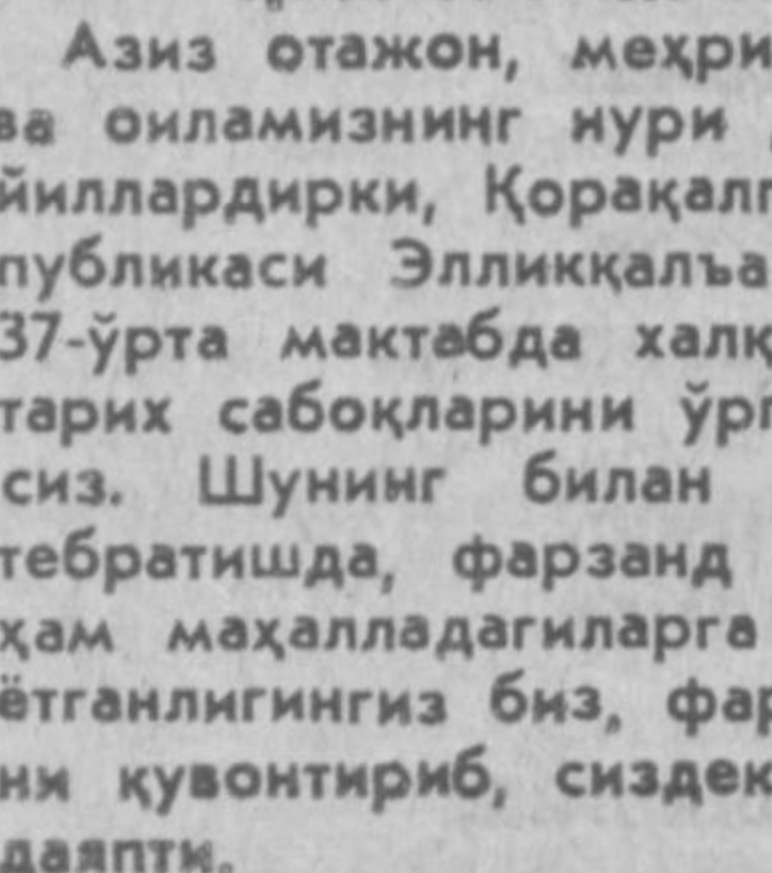 Азиз отажон, меҳри
ва оиламизнинг нури
йиллардирки, Қорақалп
публикаси Элликқалъа
37-ўрта мактабда халқ
тарих сабоқларини ўрг
сиз. Шунинг билан
тебратишда, фарзанд
ҳам маҳалладагиларга
ётганлигингиз биз, фар
ни қувонтириб, сиздек
даяпти.